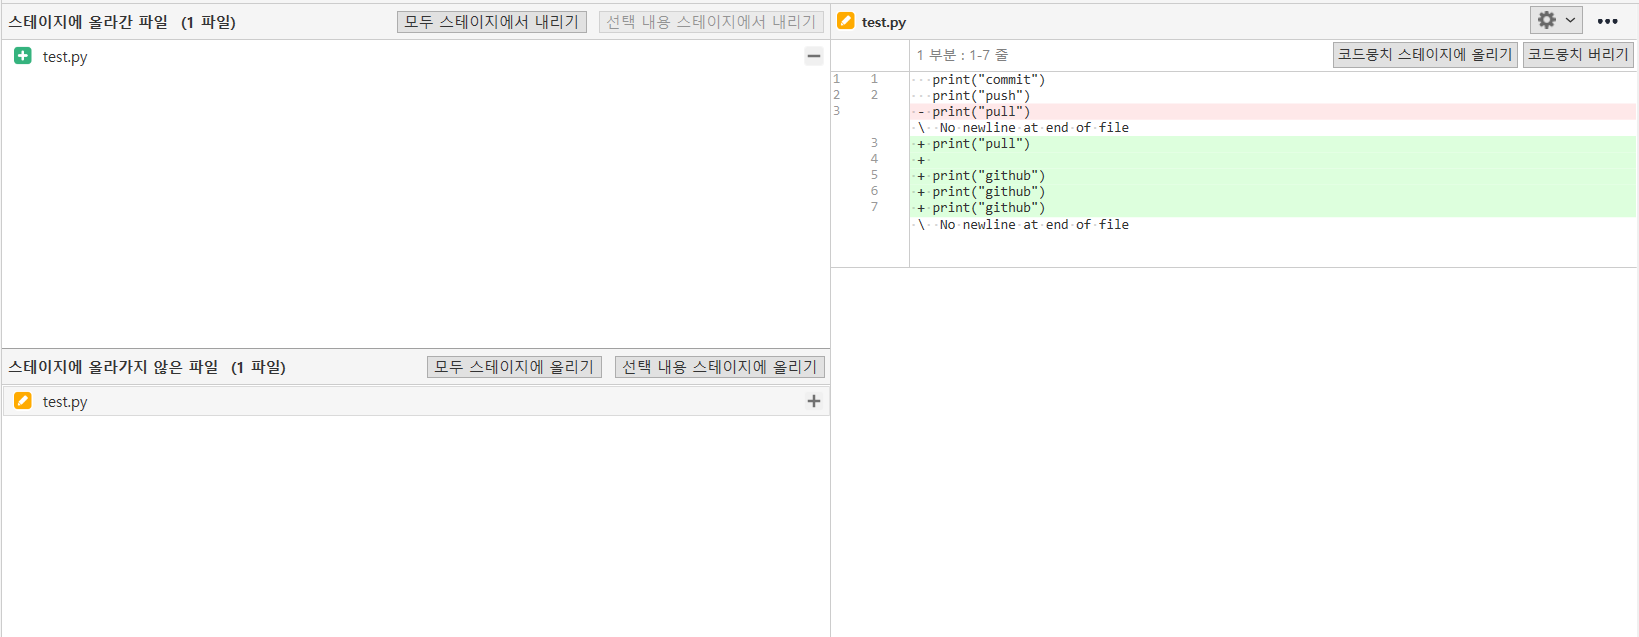 스테이지에 올라간 파일 (1 파일) 모두 스테이지에서 내리기 선택 내용 스테이지에서 내리기
test.py
스테이지에 올라가지 않은 파일 (1 파일) 모두 스테이지에 올리기 선택 내용 스테이지에 올리기
test.py
test.py
1 부분 : 1-7 줄 코드뭉치 스테이지에 올리기 코드뭉치 버리기
1 1 print("commit")
2 2 print("push")
3 - print("pull")
\ No newline at end of file
3 + print("pull")
4 +
5 + print("github")
6 + print("github")
7 + print("github")
\ No newline at end of file